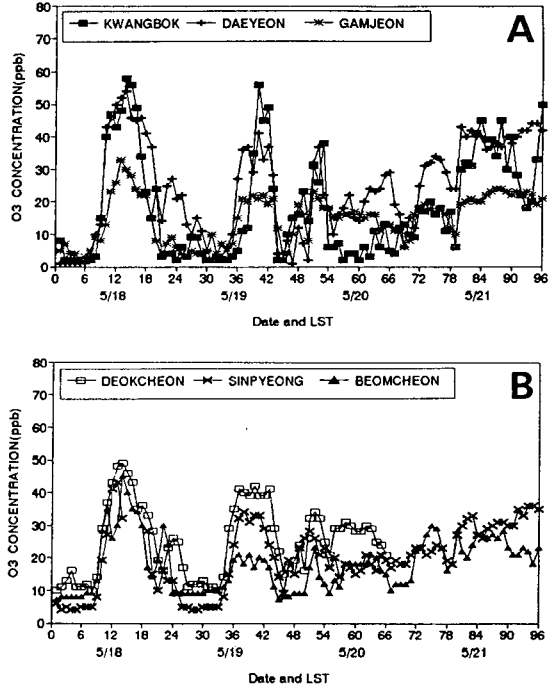 KWANGBOK DAEYEON GAMJEON
A
O3 CONCENTRATION(ppb)
80
70
60
50
40
30
20
10
0
0 6 12 18 24 30 36 42 48 54 60 66 72 78 84 90 96
5/18 5/19 5/20 5/21
Date and LST
DEOKCHEON SINPYEONG BEOMCHEON
B
O3 CONCENTRATION(ppb)
80
70
60
50
40
30
20
10
0
0 6 12 18 24 30 36 42 48 54 60 66 72 78 84 90 96
5/18 5/19 5/20 5/21
Date and LST